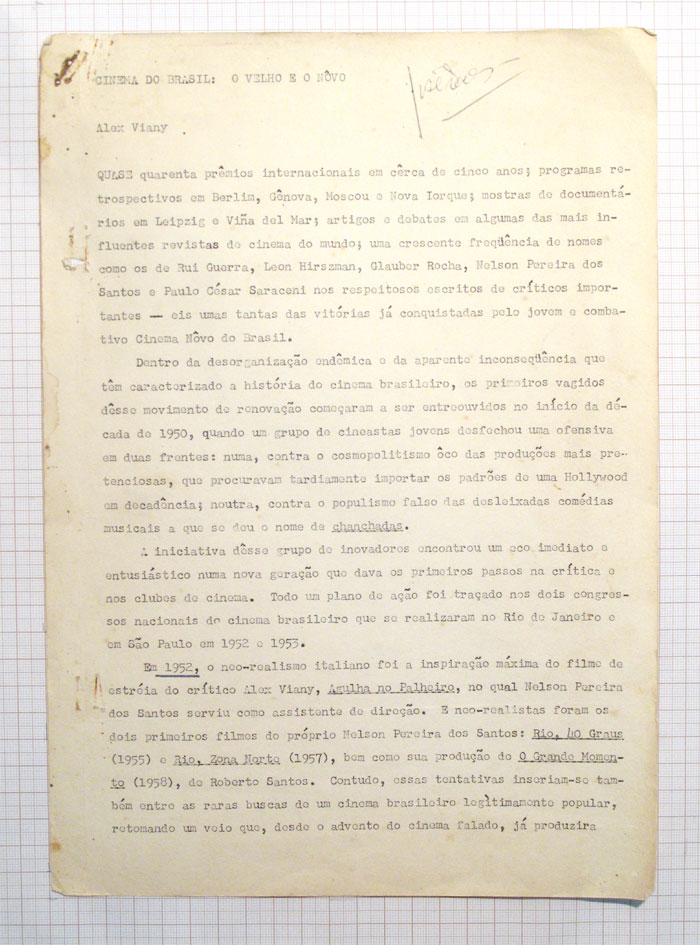 CINEMA DO BRASIL: O VELHO E O NÔVO
Alex Viany
QUASE quarenta prêmios internacionais em cêrca de cinco anos; programas re-
trospectivos em Berlim, Gênova, Moscou e Nova Iorque; mostras de documentá-
rios em Leipzig e Viña del Mar; artigos e debates em algumas das mais in-
fluentes revistas de cinema do mundo; uma crescente freqüência de nomes
como os de Rui Guerra, Leon Hirszman, Glauber Rocha, Nelson Pereira dos
Santos e Paulo César Saraceni nos respeitosos escritos de críticos impor-
tantes — eis umas tantas das vitórias já conquistadas pelo jovem e comba-
tivo Cinema Nôvo do Brasil.
Dentro da desorganização endêmica e da aparente inconseqüência que
têm caracterizado a história do cinema brasileiro, os primeiros vagidos
dêsse movimento de renovação começaram a ser entreouvidos no início da dé-
cada de 1950, quando um grupo de cineastas jovens desfechou uma ofensiva
em duas frentes: numa, contra o cosmopolitismo ôco das produções mais pre-
tenciosas, que procuravam tardiamente importar os padrões de uma Hollywood
em decadência; noutra, contra o populismo falso das desleixadas comédias
musicais a que se deu o nome de chanchadas.
A iniciativa dêsse grupo de inovadores encontrou um eco imediato e
entusiástico numa nova geração que dava os primeiros passos na crítica e
nos clubes de cinema. Todo um plano de ação foi traçado nos dois congres-
sos nacionais do cinema brasileiro que se realizaram no Rio de Janeiro e
em São Paulo em 1952 e 1953.
Em 1952, o neo-realismo italiano foi a inspiração máxima do filme de
estréia do crítico Alex Viany, Agulha no Palheiro, no qual Nelson Pereira
dos Santos serviu como assistente de direção. E neo-realistas foram os
dois primeiros filmes do próprio Nelson Pereira dos Santos: Rio, 40 Graus
(1955) e Rio, Zona Norte (1957), bem como sua produção de O Grande Momen-
to (1958), de Roberto Santos. Contudo, essas tentativas inseriam-se tam-
bém entre as raras buscas de um cinema brasileiro legitimamente popular,
retomando um veio que, desde o advento do cinema falado, já produzira